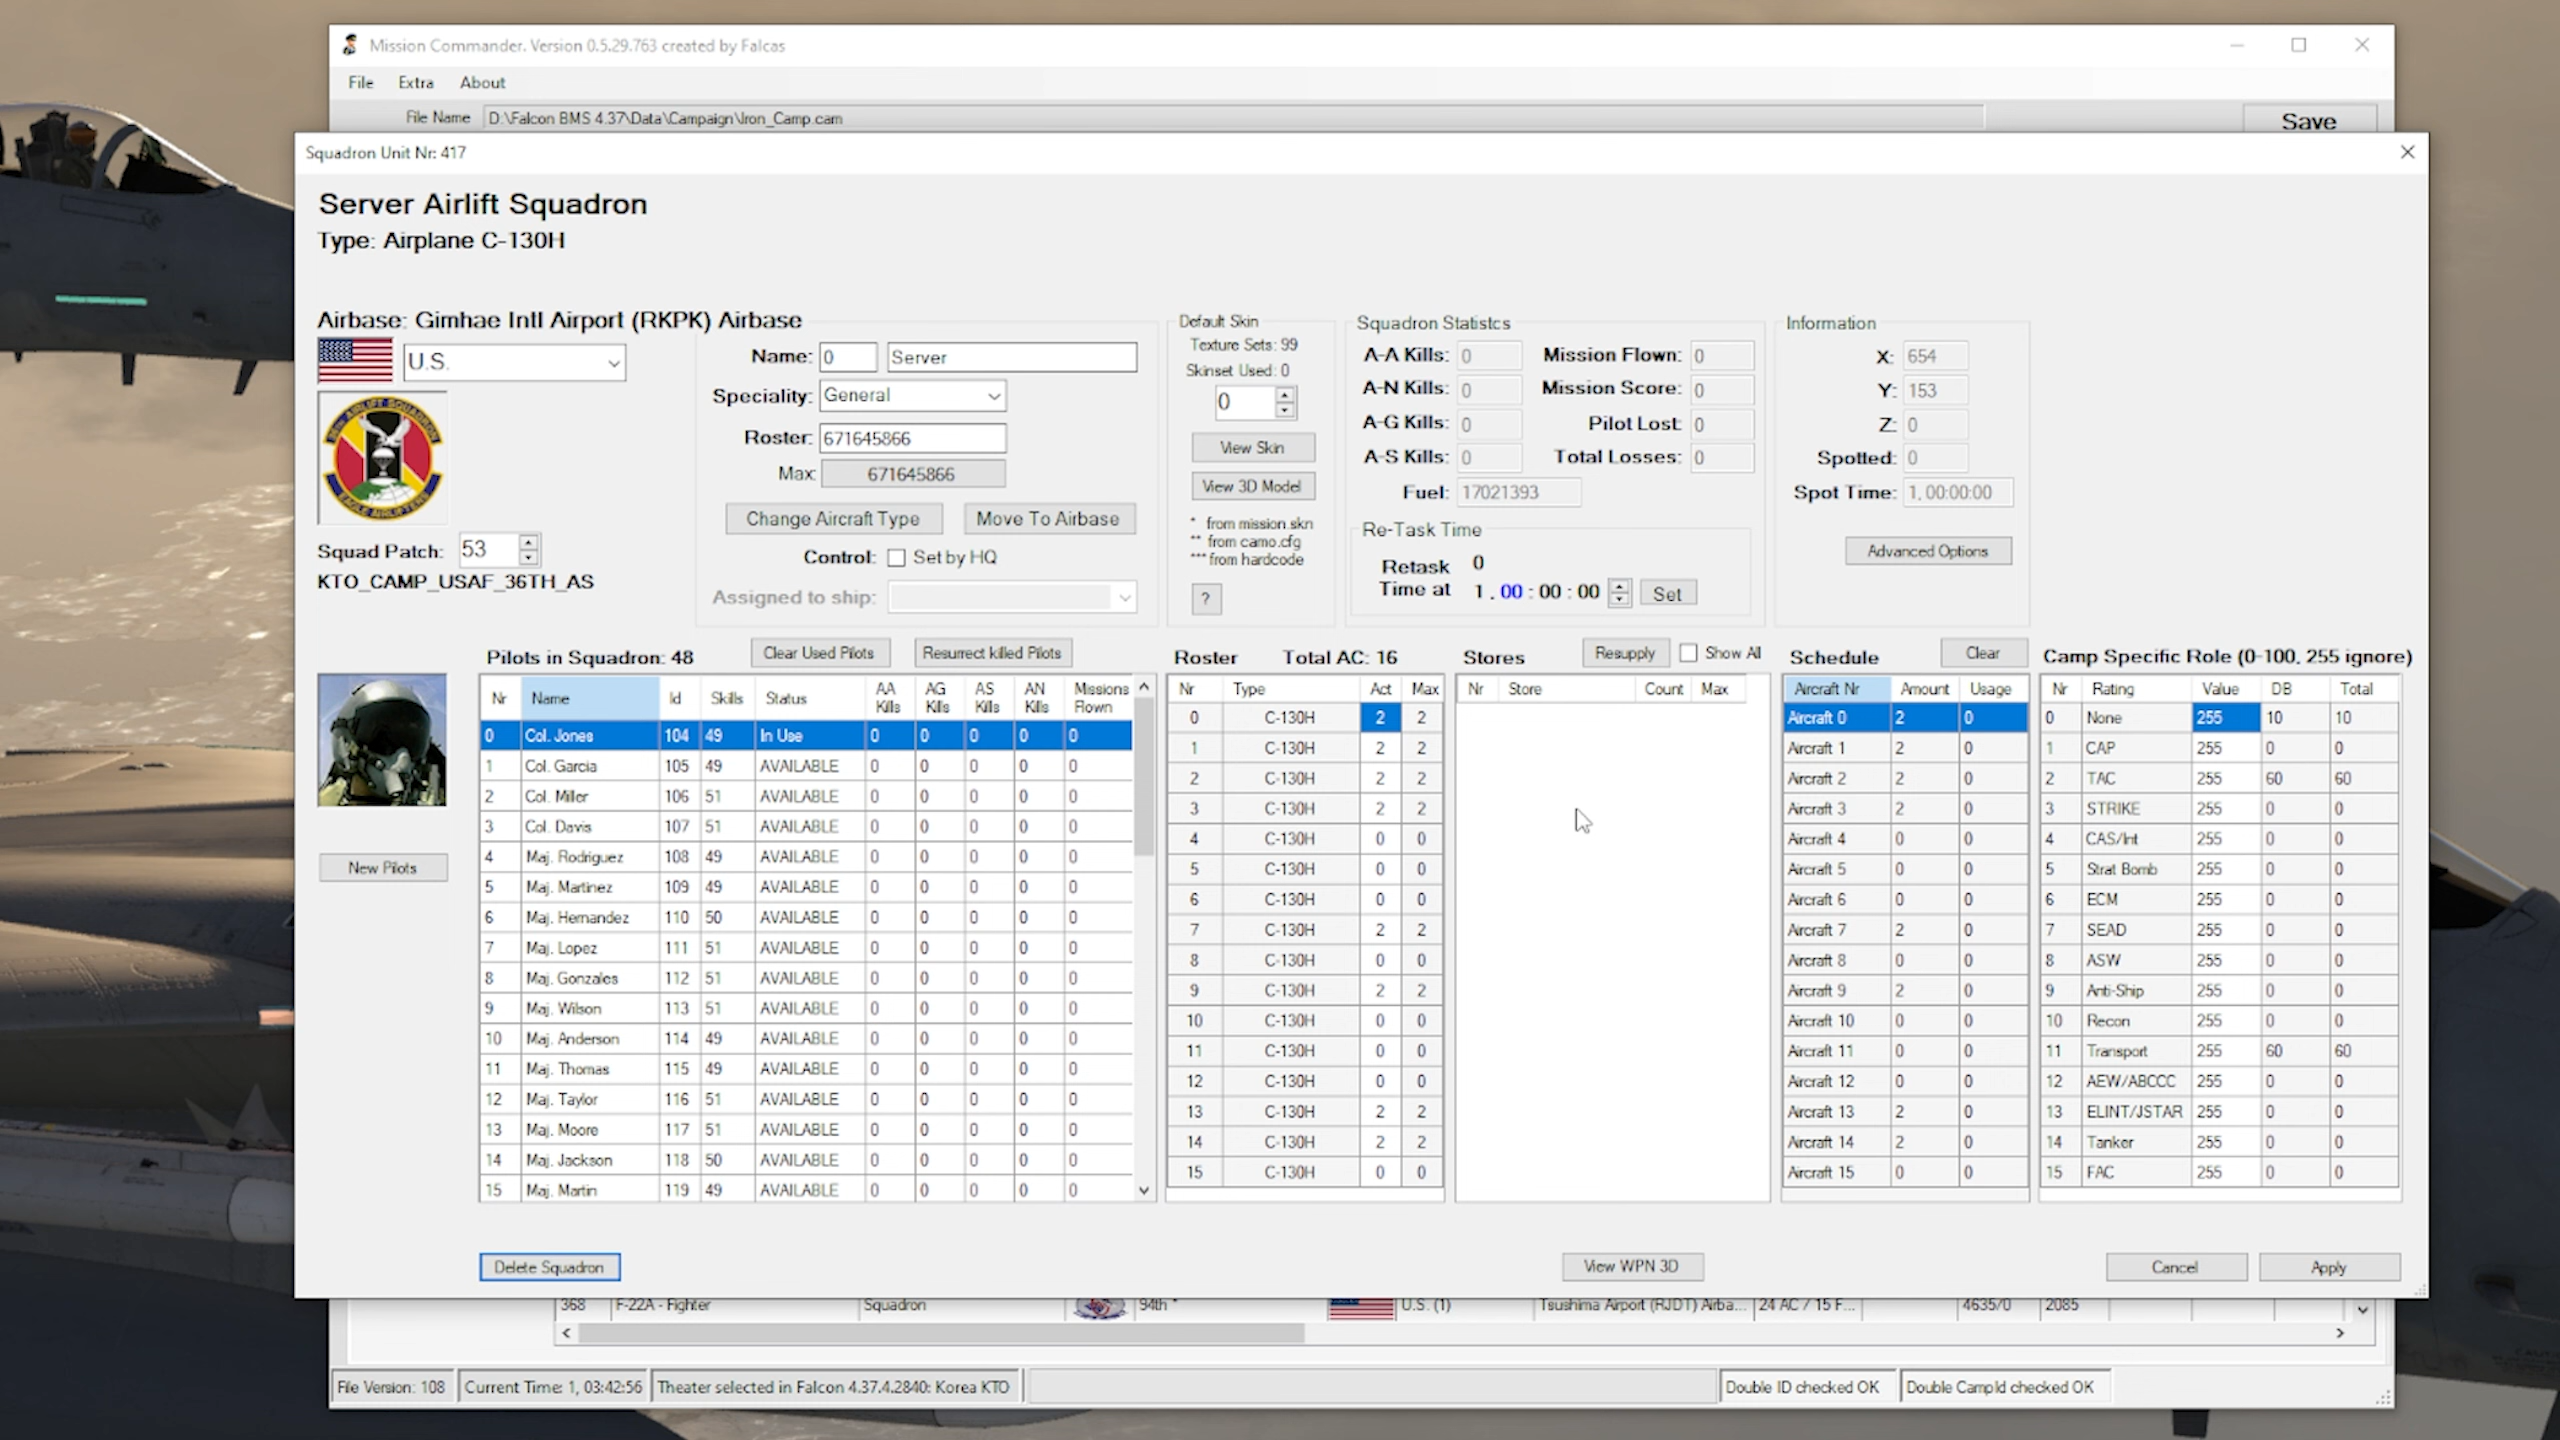 Mission Commander. Version 0.5.29.763 created by Falcas
File Extra About
File Name D:\Falcon BMS 4.37\Data\Campaign\Iron_Camp.cam
Save
Squadron Unit Nr: 417
Server Airlift Squadron
Type: Airplane C-130H
Airbase: Gimhae Intl Airport (RKPK) Airbase
U.S.
Squad Patch: 53
KTO_CAMP_USAF_36TH_AS
Name: 0 Server
Speciality: General
Roster: 671645866
Max: 671645866
Change Aircraft Type Move To Airbase
Control: Set by HQ
Assigned to ship:
Default Skin
Texture Sets: 99
Skinset Used: 0
0
View Skin
View 3D Model
* from mission.skn
** from camo.cfg
*** from hardcode
?
Squadron Statistcs
A-A Kills: 0 Mission Flown: 0
A-N Kills: 0 Mission Score: 0
A-G Kills: 0 Pilot Lost: 0
A-S Kills: 0 Total Losses: 0
Fuel: 17021393
Re-Task Time
Retask 0
Time at 1 . 00 : 00 : 00 Set
Information
X: 654
Y: 153
Z: 0
Spotted: 0
Spot Time: 1, 00:00:00
Advanced Options
New Pilots
Pilots in Squadron: 48 Clear Used Pilots Resurrect killed Pilots
Nr Name Id Skills Status AA Kills AG Kills AS Kills AN Kills Missions Flown
0 Col. Jones 104 49 In Use 0 0 0 0 0
1 Col. Garcia 105 49 AVAILABLE 0 0 0 0 0
2 Col. Miller 106 51 AVAILABLE 0 0 0 0 0
3 Col. Davis 107 51 AVAILABLE 0 0 0 0 0
4 Maj. Rodriguez 108 49 AVAILABLE 0 0 0 0 0
5 Maj. Martinez 109 49 AVAILABLE 0 0 0 0 0
6 Maj. Hernandez 110 50 AVAILABLE 0 0 0 0 0
7 Maj. Lopez 111 51 AVAILABLE 0 0 0 0 0
8 Maj. Gonzales 112 51 AVAILABLE 0 0 0 0 0
9 Maj. Wilson 113 51 AVAILABLE 0 0 0 0 0
10 Maj. Anderson 114 49 AVAILABLE 0 0 0 0 0
11 Maj. Thomas 115 49 AVAILABLE 0 0 0 0 0
12 Maj. Taylor 116 51 AVAILABLE 0 0 0 0 0
13 Maj. Moore 117 51 AVAILABLE 0 0 0 0 0
14 Maj. Jackson 118 50 AVAILABLE 0 0 0 0 0
15 Maj. Martin 119 49 AVAILABLE 0 0 0 0 0
Roster Total AC: 16
Nr Type Act Max
0 C-130H 2 2
1 C-130H 2 2
2 C-130H 2 2
3 C-130H 2 2
4 C-130H 0 0
5 C-130H 0 0
6 C-130H 0 0
7 C-130H 2 2
8 C-130H 0 0
9 C-130H 2 2
10 C-130H 0 0
11 C-130H 0 0
12 C-130H 0 0
13 C-130H 2 2
14 C-130H 2 2
15 C-130H 0 0
Stores Resupply Show All
Nr Store Count Max
Schedule Clear
Aircraft Nr Amount Usage
Aircraft 0 2 0
Aircraft 1 2 0
Aircraft 2 2 0
Aircraft 3 2 0
Aircraft 4 0 0
Aircraft 5 0 0
Aircraft 6 0 0
Aircraft 7 2 0
Aircraft 8 0 0
Aircraft 9 2 0
Aircraft 10 0 0
Aircraft 11 0 0
Aircraft 12 0 0
Aircraft 13 2 0
Aircraft 14 2 0
Aircraft 15 0 0
Camp Specific Role (0-100, 255 ignore)
Nr Rating Value DB Total
0 None 255 10 10
1 CAP 255 0 0
2 TAC 255 60 60
3 STRIKE 255 0 0
4 CAS/Int 255 0 0
5 Strat Bomb 255 0 0
6 ECM 255 0 0
7 SEAD 255 0 0
8 ASW 255 0 0
9 Anti-Ship 255 0 0
10 Recon 255 0 0
11 Transport 255 60 60
12 AEW/ABCCC 255 0 0
13 ELINT/JSTAR 255 0 0
14 Tanker 255 0 0
15 FAC 255 0 0
Delete Squadron View WPN 3D Cancel Apply
368 F-22A - Fighter Squadron 94th * U.S. (1) Tsushima Airport (RJDT) Airba... 24 AC / 15 F... 4635/0 2085
File Version: 108 Current Time: 1, 03:42:56 Theater selected in Falcon 4.37.4.2840: Korea KTO Double ID checked OK Double CampId checked OK